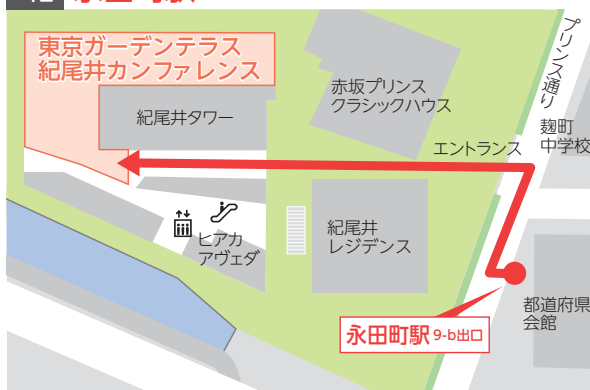 東京ガーデンテラス
紀尾井カンファレンス
紀尾井タワー
赤坂プリンス
クラシックハウス
プリンス通り
麹町
中学校
エントランス
ヒアカ
アヴェダ
紀尾井
レジデンス
都道府県
会館
永田町駅 9-b出口